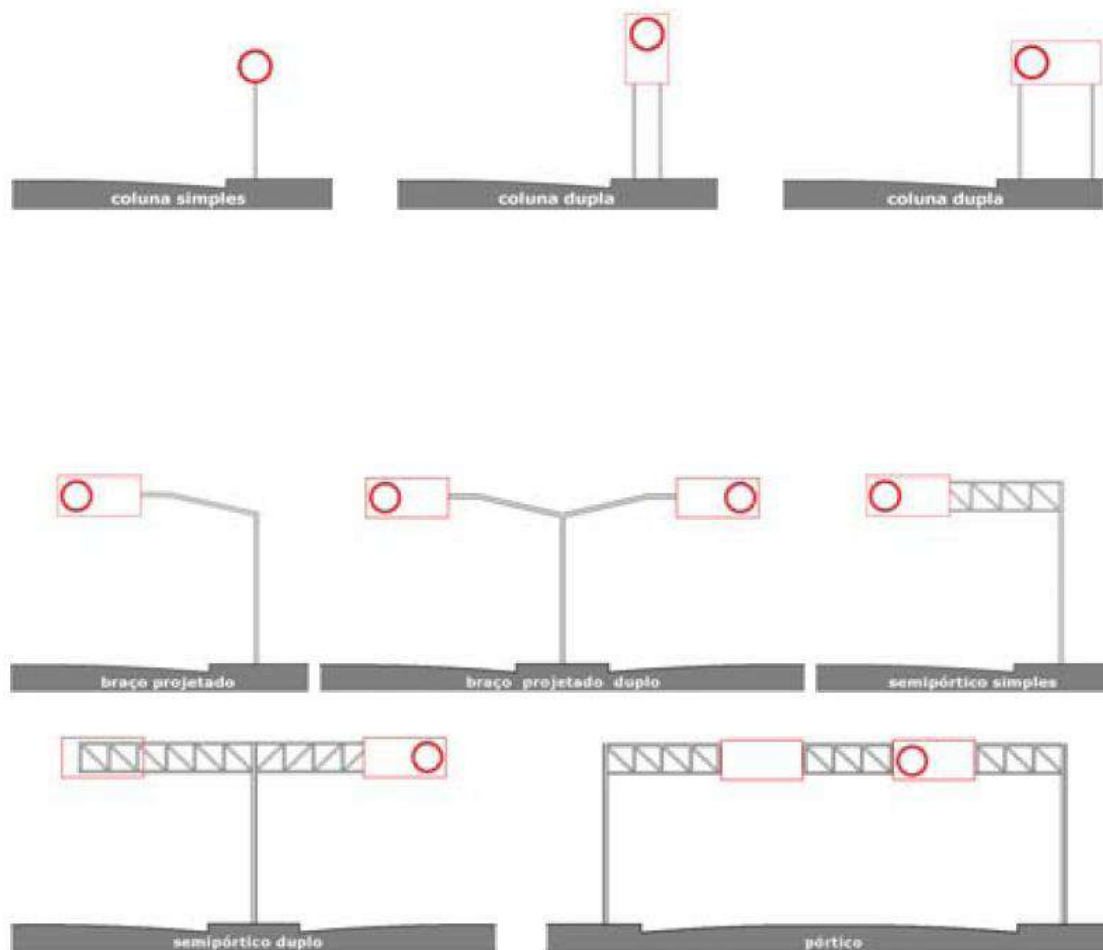 coluna simples
coluna dupla
coluna dupla
braço projetado
braço projetado duplo
semipórtico simples
semipórtico duplo
pórtico